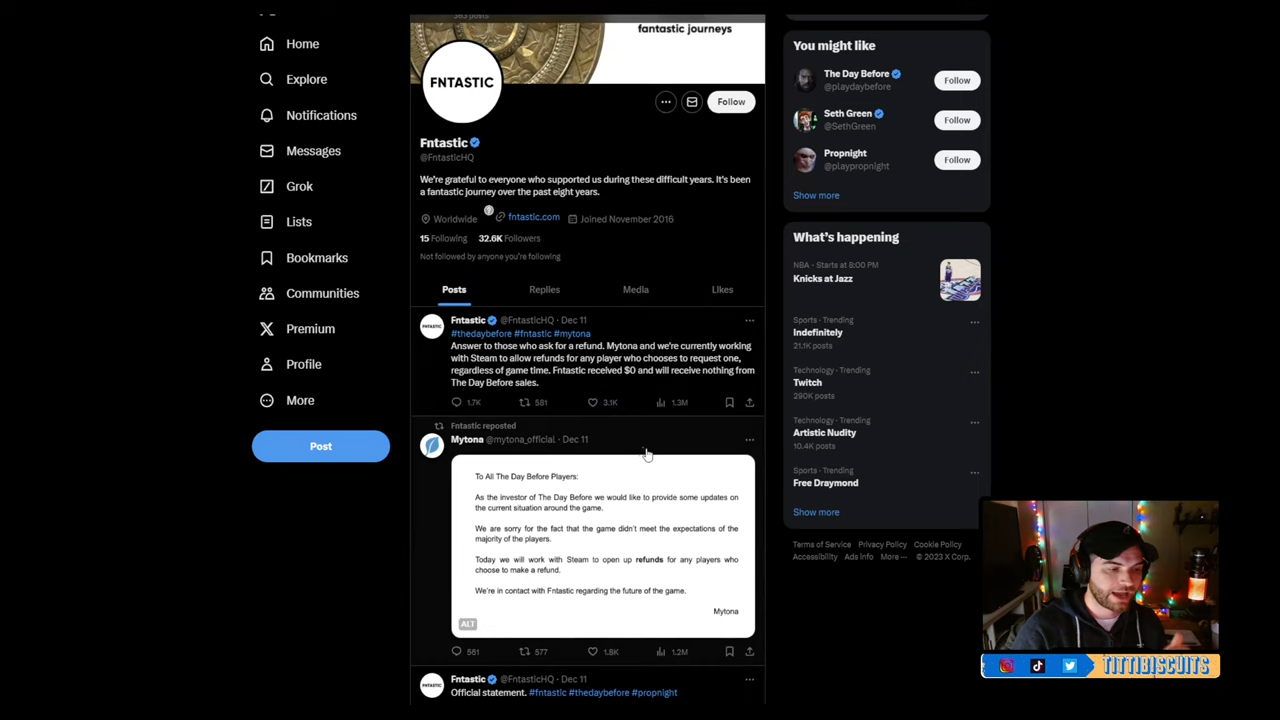 Home
Explore
Notifications
Messages
Grok
Lists
Bookmarks
Communities
Premium
Profile
More
Post
563 posts
fantastic journeys
FNTASTIC
Follow
Fntastic
@FntasticHQ
We're grateful to everyone who supported us during these difficult years. It's been
a fantastic journey over the past eight years.
Worldwide fntastic.com Joined November 2016
15 Following 32.6K Followers
Not followed by anyone you're following
Posts Replies Media Likes
FNTASTIC
Fntastic @FntasticHQ · Dec 11
#thedaybefore #fntastic #mytona
Answer to those who ask for a refund. Mytona and we're currently working
with Steam to allow refunds for any player who chooses to request one,
regardless of game time. Fntastic received $0 and will receive nothing from
The Day Before sales.
1.7K 581 3.1K 1.3M
Fntastic reposted
Mytona @mytona_official · Dec 11
To All The Day Before Players:
As the investor of The Day Before we would like to provide some updates on
the current situation around the game.
We are sorry for the fact that the game didn't meet the expectations of the
majority of the players.
Today we will work with Steam to open up refunds for any players who
choose to make a refund.
We're in contact with Fntastic regarding the future of the game.
Mytona
ALT
561 577 1.8K 1.2M
FNTASTIC
Fntastic @FntasticHQ · Dec 11
Official statement. #fntastic #thedaybefore #propnight
You might like
The Day Before
@playdaybefore
Follow
Seth Green
@SethGreen
Follow
Propnight
@playpropnight
Follow
Show more
What's happening
NBA · Starts at 8:00 PM
Knicks at Jazz
Sports · Trending
Indefinitely
21.1K posts
Technology · Trending
Twitch
290K posts
Technology · Trending
Artistic Nudity
10.4K posts
Sports · Trending
Free Draymond
Show more
Terms of Service Privacy Policy Cookie Policy
Accessibility Ads info More ··· © 2023 X Corp.
TITTIBISCUITS